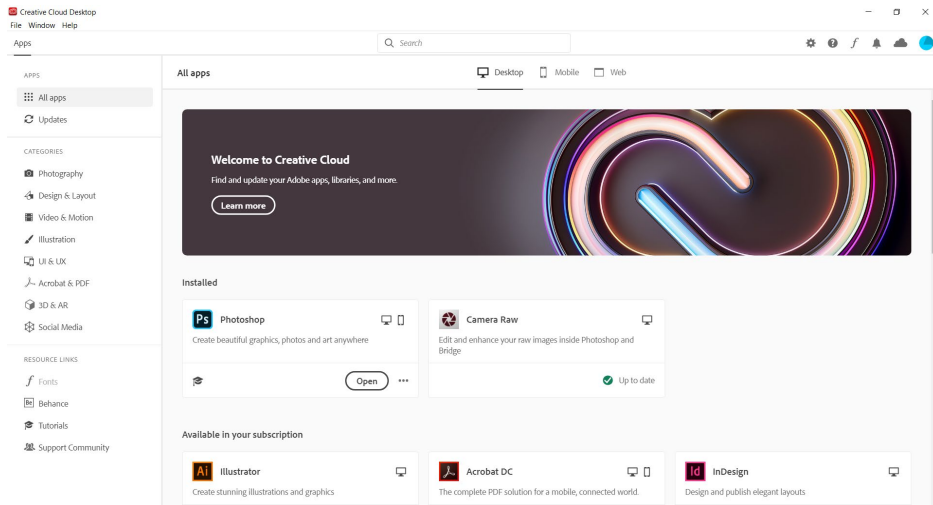 Creative Cloud Desktop
File Window Help
Apps
Search
f
APPS
All apps
Updates
CATEGORIES
Photography
Design & Layout
Video & Motion
Illustration
UI & UX
Acrobat & PDF
3D & AR
Social Media
RESOURCE LINKS
f Fonts
Be Behance
Tutorials
Support Community
All apps
Desktop Mobile Web
Welcome to Creative Cloud
Find and update your Adobe apps, libraries, and more.
Learn more
Installed
Ps Photoshop
Create beautiful graphics, photos and art anywhere
Open
Camera Raw
Edit and enhance your raw images inside Photoshop and
Bridge
Up to date
Available in your subscription
Ai Illustrator
Create stunning illustrations and graphics
Acrobat DC
The complete PDF solution for a mobile, connected world.
Id InDesign
Design and publish elegant layouts